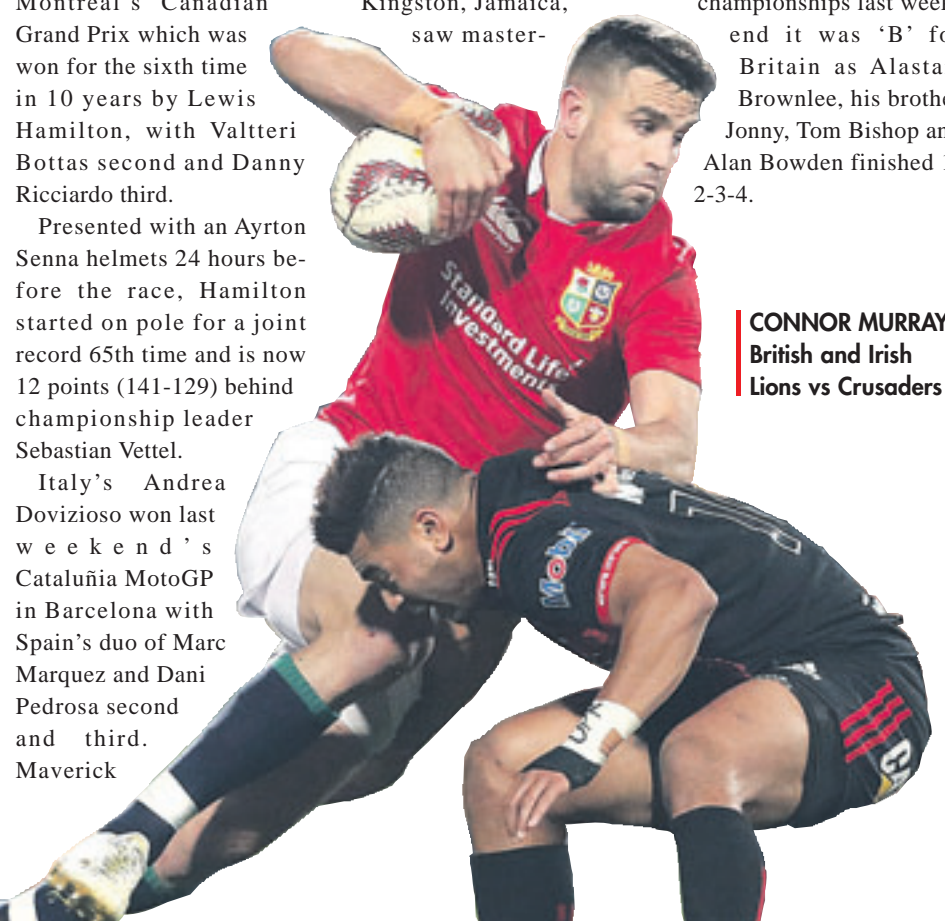 Montreal's Canadian
Grand Prix which was
won for the sixth time
in 10 years by Lewis
Hamilton, with Valtteri
Bottas second and Danny
Ricciardo third.
Presented with an Ayrton
Senna helmets 24 hours be-
fore the race, Hamilton
started on pole for a joint
record 65th time and is now
12 points (141-129) behind
championship leader
Sebastian Vettel.
Italy's Andrea
Dovizioso won last
weekend's
Cataluñia MotoGP
in Barcelona with
Spain's duo of Marc
Marquez and Dani
Pedrosa second
and third.
Maverick
Kingston, Jamaica,
saw master-
championships last week
end it was 'B' fo
Britain as Alasta
Brownlee, his brothe
Jonny, Tom Bishop an
Alan Bowden finished 1
2-3-4.
CONNOR MURRAY
British and Irish
Lions vs Crusaders
StandardLife
Investments
Mobil